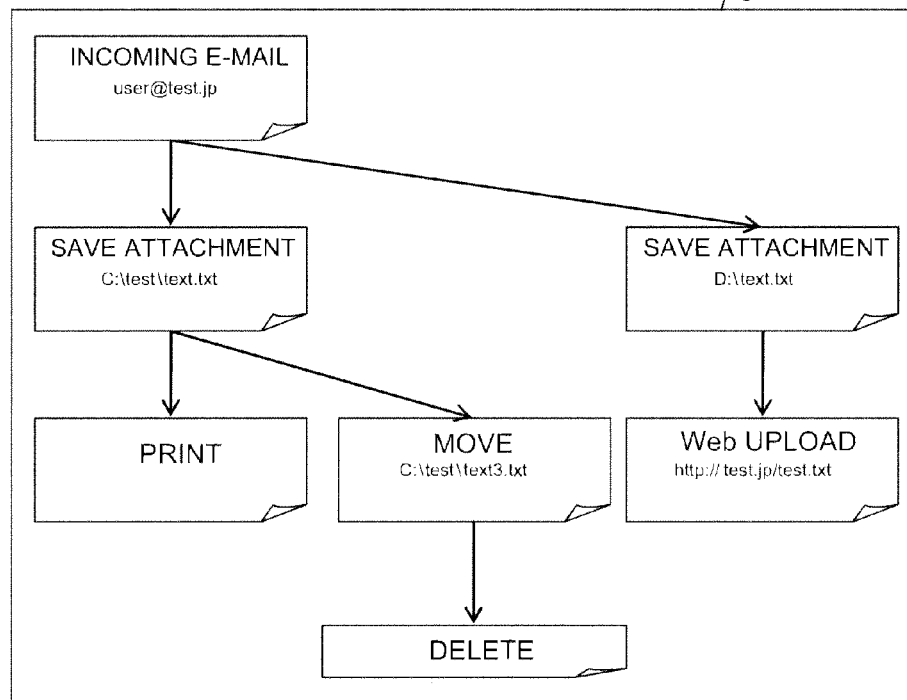 INCOMING E-MAIL
user@test.jp
SAVE ATTACHMENT
C:\test\text.txt
SAVE ATTACHMENT
D:\text.txt
PRINT
MOVE
C:\test\text3.txt
Web UPLOAD
http://test.jp/test.txt
DELETE